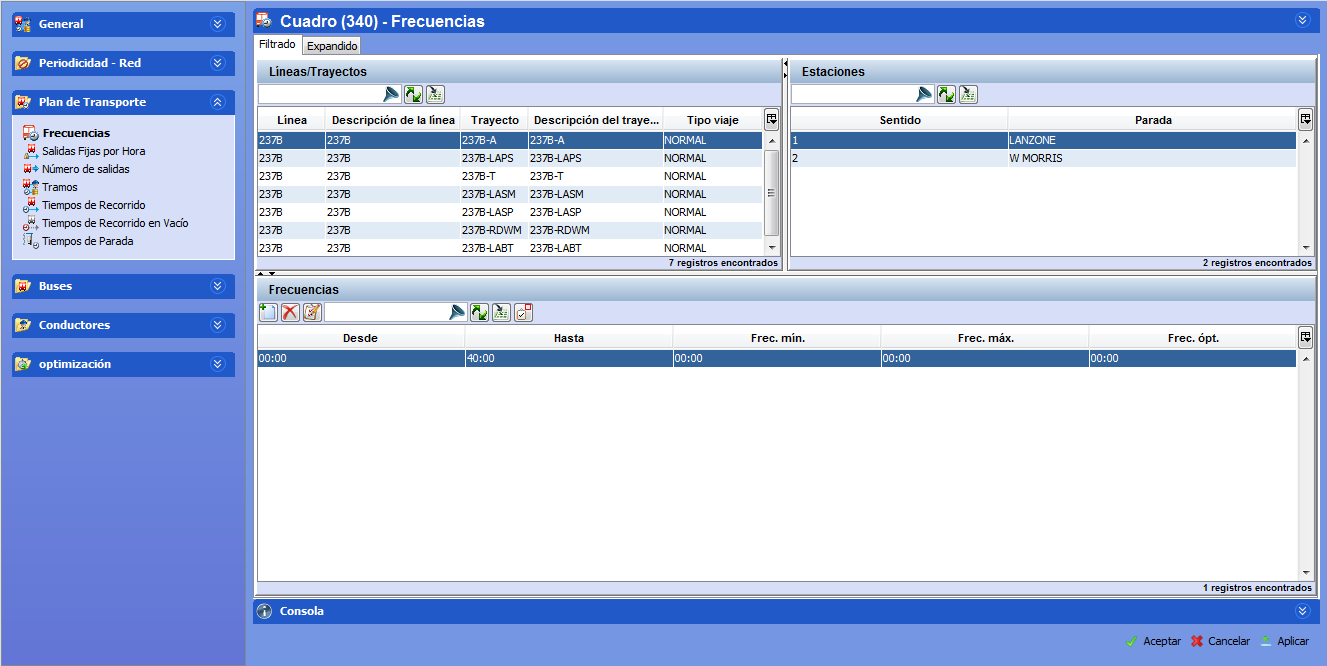 General
Periodicidad - Red
Plan de Transporte
Frecuencias
Salidas Fijas por Hora
Número de salidas
Tramos
Tiempos de Recorrido
Tiempos de Recorrido en Vacío
Tiempos de Parada
Buses
Conductores
optimización
Cuadro (340) - Frecuencias
Filtrado Expandido
Líneas/Trayectos
Línea Descripción de la línea Trayecto Descripción del traye... Tipo viaje
237B 237B 237B-A 237B-A NORMAL
237B 237B 237B-LAPS 237B-LAPS NORMAL
237B 237B 237B-T 237B-T NORMAL
237B 237B 237B-LASM 237B-LASM NORMAL
237B 237B 237B-LASP 237B-LASP NORMAL
237B 237B 237B-RDWM 237B-RDWM NORMAL
237B 237B 237B-LABT 237B-LABT NORMAL
7 registros encontrados
Estaciones
Sentido Parada
1 LANZONE
2 W MORRIS
2 registros encontrados
Frecuencias
Desde Hasta Frec. mín. Frec. máx. Frec. ópt.
00:00 40:00 00:00 00:00 00:00
1 registros encontrados
Consola
Aceptar Cancelar Aplicar